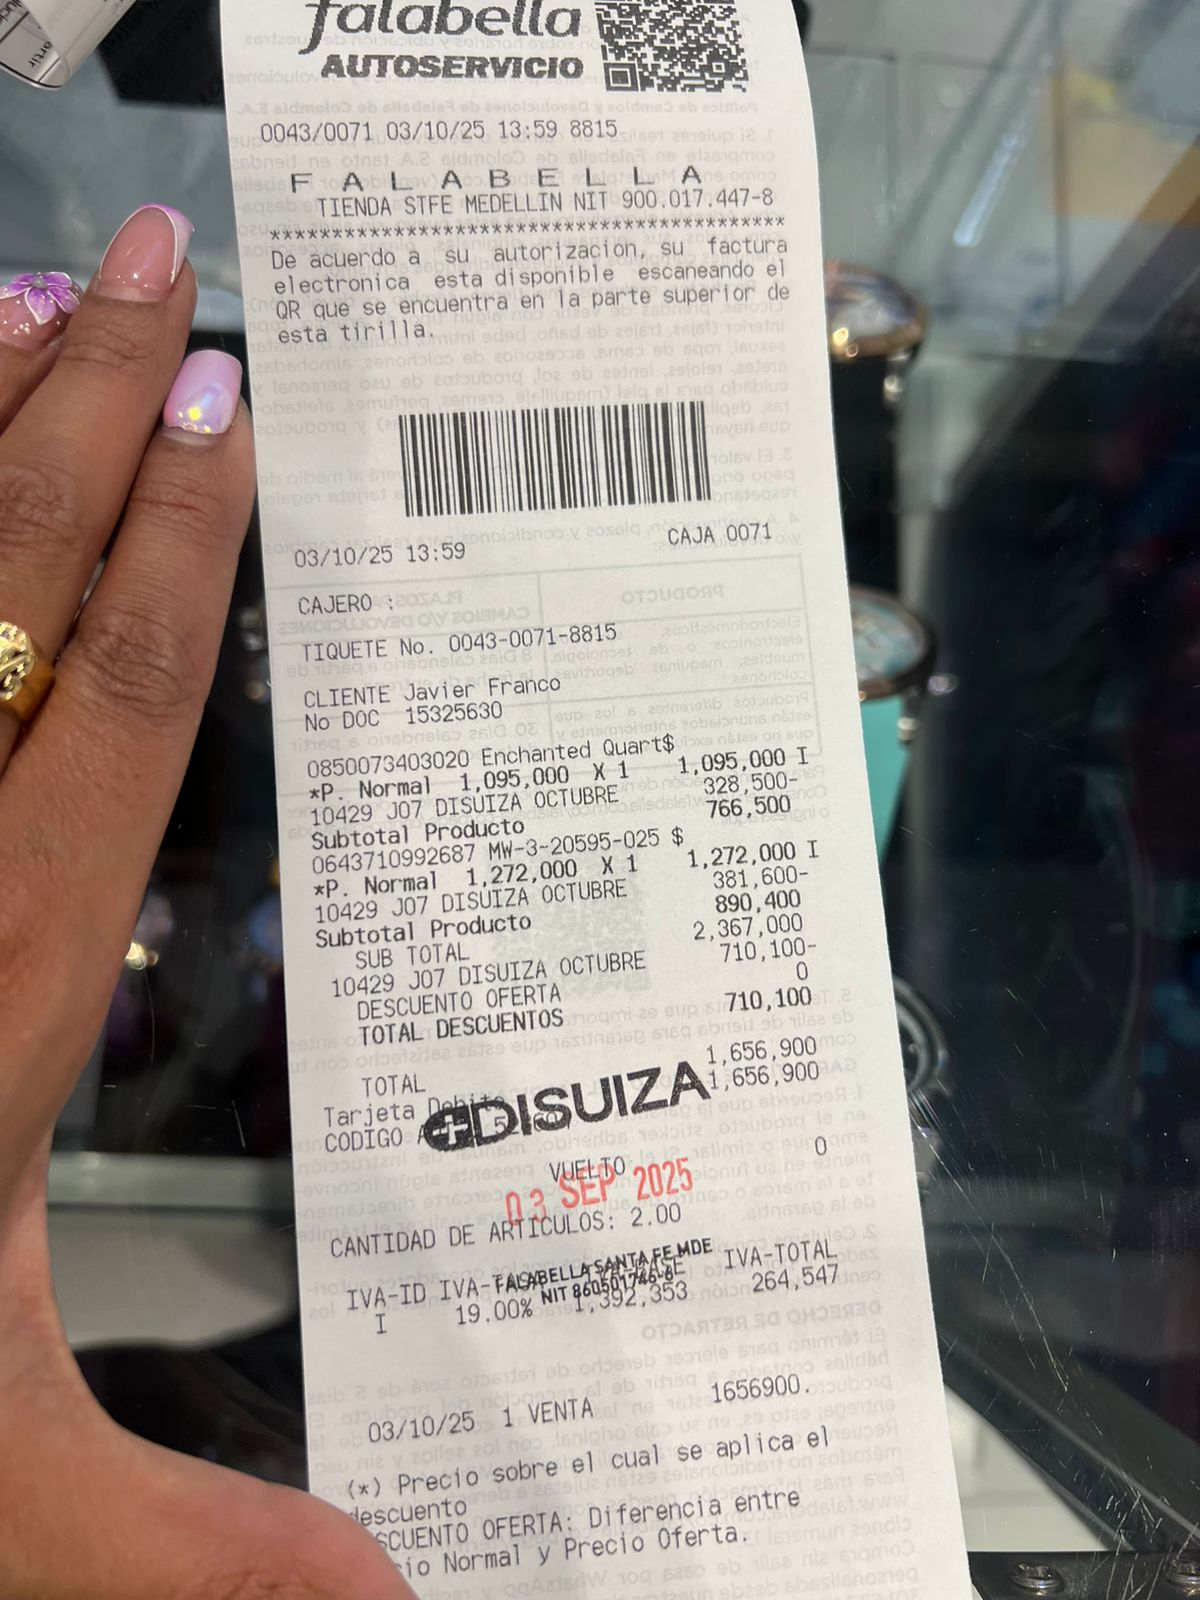 falabella
AUTOSERVICIO
0043/0071 03/10/25 13:59 8815
F A L A B E L L A
TIENDA STFE MEDELLIN NIT 900.017.447-8
******************************************
De acuerdo a su autorizacion, su factura
electronica esta disponible escaneando el
QR que se encuentra en la parte superior de
esta tirilla.
03/10/25 13:59 CAJA 0071
CAJERO :
TIQUETE No. 0043-0071-8815
CLIENTE Javier Franco
No DOC 15325630
0850073403020 Enchanted Quart$
*P. Normal 1,095,000 X 1 1,095,000 I
10429 J07 DISUIZA OCTUBRE 328,500-
Subtotal Producto 766,500
0643710992687 MW-3-20595-025 $
*P. Normal 1,272,000 X 1 1,272,000 I
10429 J07 DISUIZA OCTUBRE 381,600-
Subtotal Producto 890,400
SUB TOTAL 2,367,000
10429 J07 DISUIZA OCTUBRE 710,100-
DESCUENTO OFERTA 0
TOTAL DESCUENTOS 710,100
TOTAL 1,656,900
Tarjeta Debito 1,656,900
CODIGO
DISUIZA
VUELTO 0
03 SEP 2025
CANTIDAD DE ARTICULOS: 2.00
FALABELLA SANTA FE MDE
NIT 860501746-8
IVA-ID IVA- IVA-TOTAL
I 19.00% 1,392,353 264,547
03/10/25 1 VENTA 1656900.
(*) Precio sobre el cual se aplica el
descuento
SCUENTO OFERTA: Diferencia entre
cio Normal y Precio Oferta.